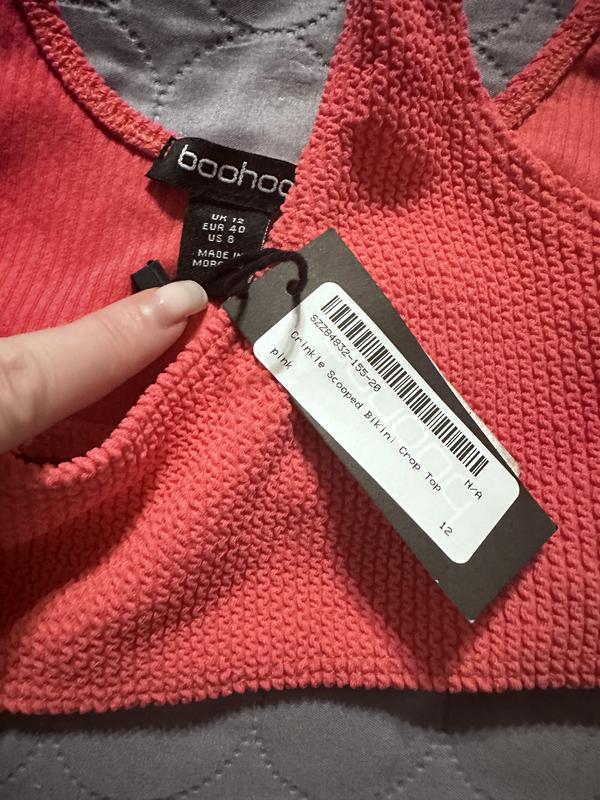 boohoo
UK 12
EUR 40
US 8
MADE IN
SZZ84832-155-20
Crinkle Scooped Bikini Crop Top
pink
N/A
12